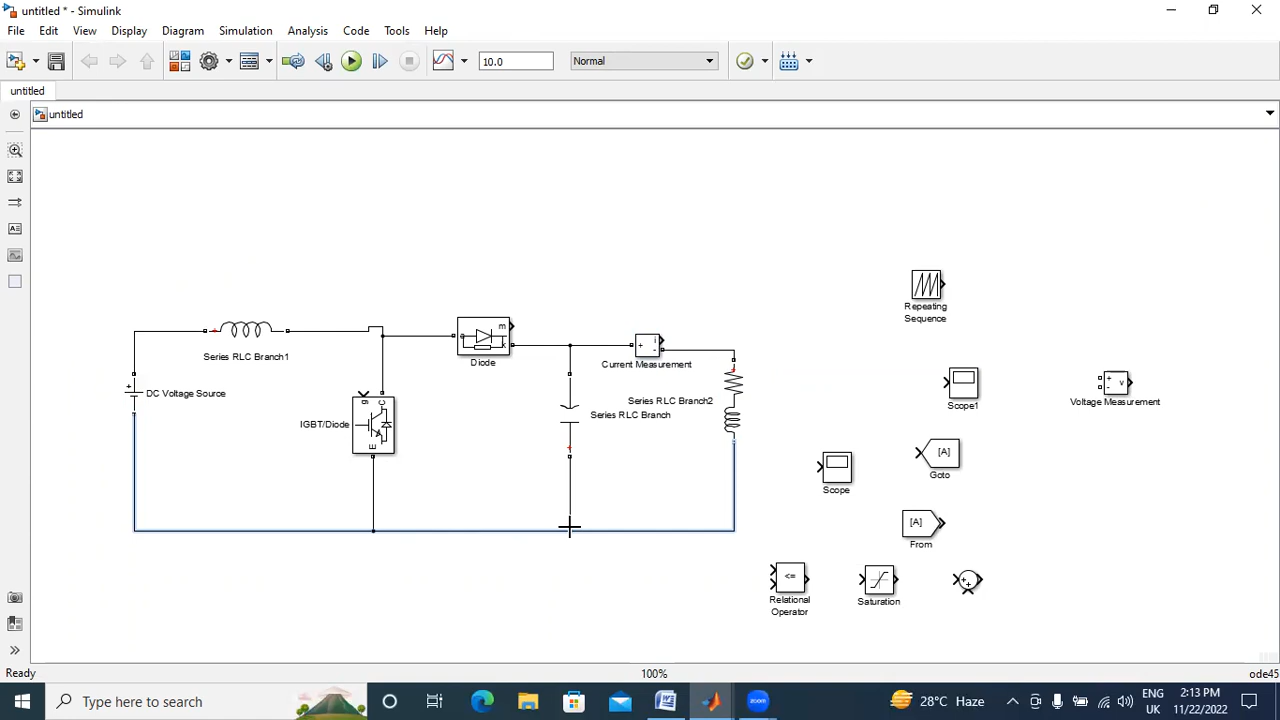 untitled * - Simulink
File Edit View Display Diagram Simulation Analysis Code Tools Help
10.0
Normal
untitled
untitled
Repeating
Sequence
m
k
Diode
+
-
i
Current Measurement
Series RLC Branch1
+
DC Voltage Source
g
C
E
IGBT/Diode
Series RLC Branch2
Series RLC Branch
Scope1
+
-
v
Voltage Measurement
[A]
Goto
Scope
[A]
From
<=
Relational
Operator
Saturation
+
+
Ready
100%
ode45
Type here to search
W
zoom
28°C Haze
ENG
UK
2:13 PM
11/22/2022